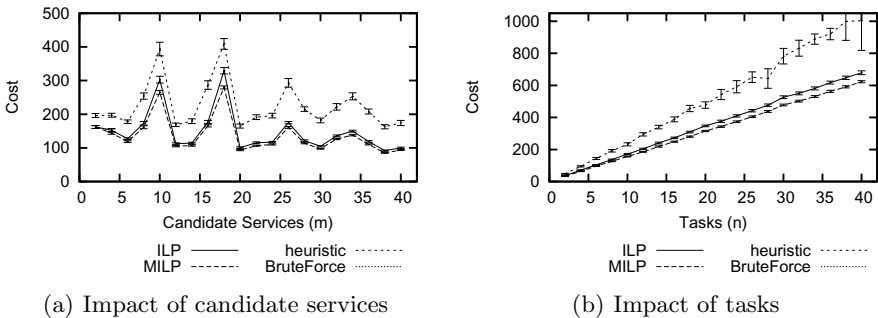 500
400
300
200
100
0
Cost
0 5 10 15 20 25 30 35 40
Candidate Services (m)
ILP
MILP
heuristic
BruteForce
(a) Impact of candidate services
1000
800
600
400
200
0
Cost
0 5 10 15 20 25 30 35 40
Tasks (n)
ILP
MILP
heuristic
BruteForce
(b) Impact of tasks